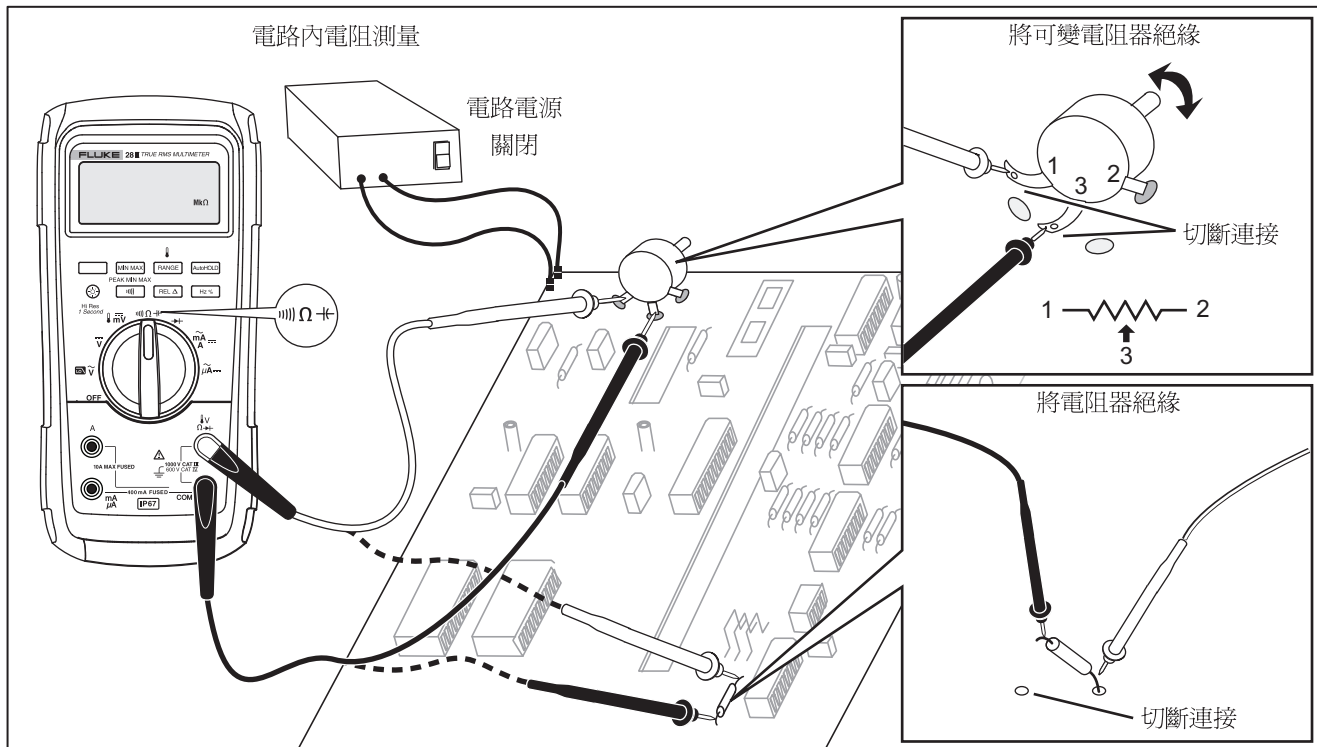 電路內電阻測量
電路電源
關閉
FLUKE 28 II TRUE RMS MULTIMETER
MkΩ
MIN MAX RANGE AutoHOLD
PEAK MIN MAX
REL Δ Hz %
Hi Res
1 Second
mV
Ω
V
mA
A
V
μA
OFF
Ω
A
V
Ω
10A MAX FUSED
1000 V CAT III
600 V CAT IV
400 mA FUSED
mA
μA
IP67
COM
將可變電阻器絕緣
1
3
2
切斷連接
1
2
3
將電阻器絕緣
切斷連接